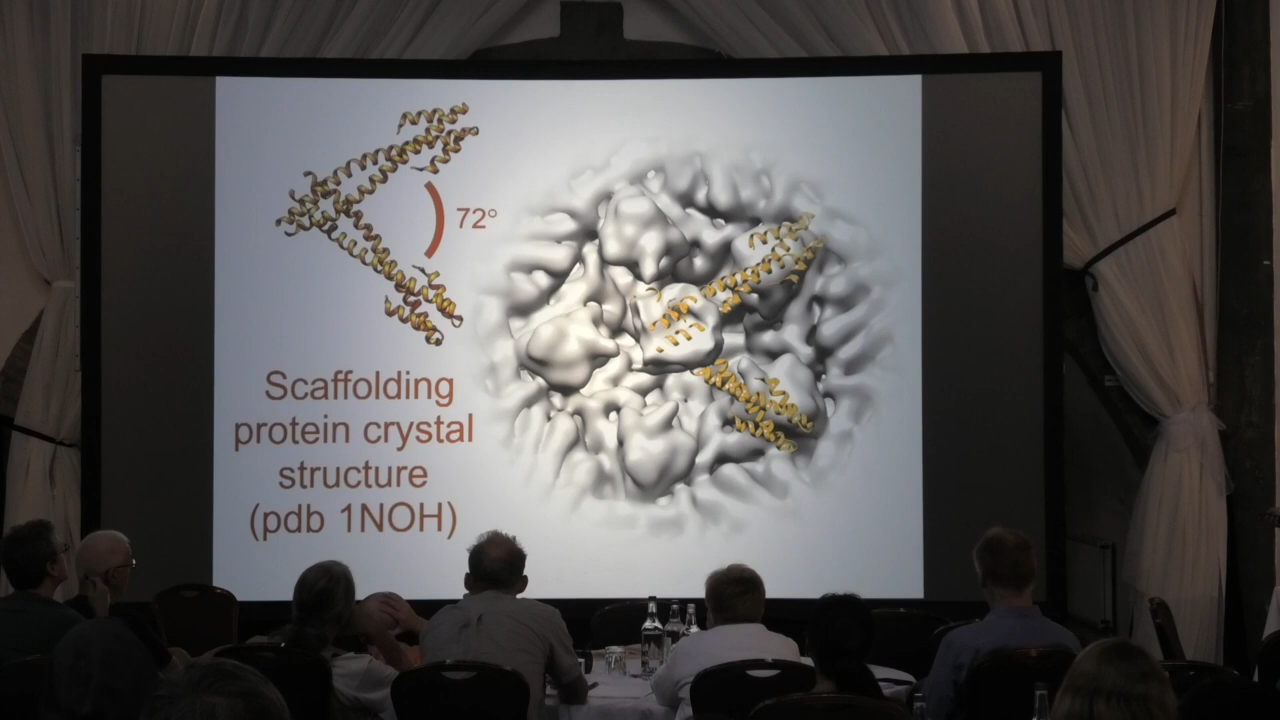 72°
Scaffolding
protein crystal
structure
(pdb 1NOH)